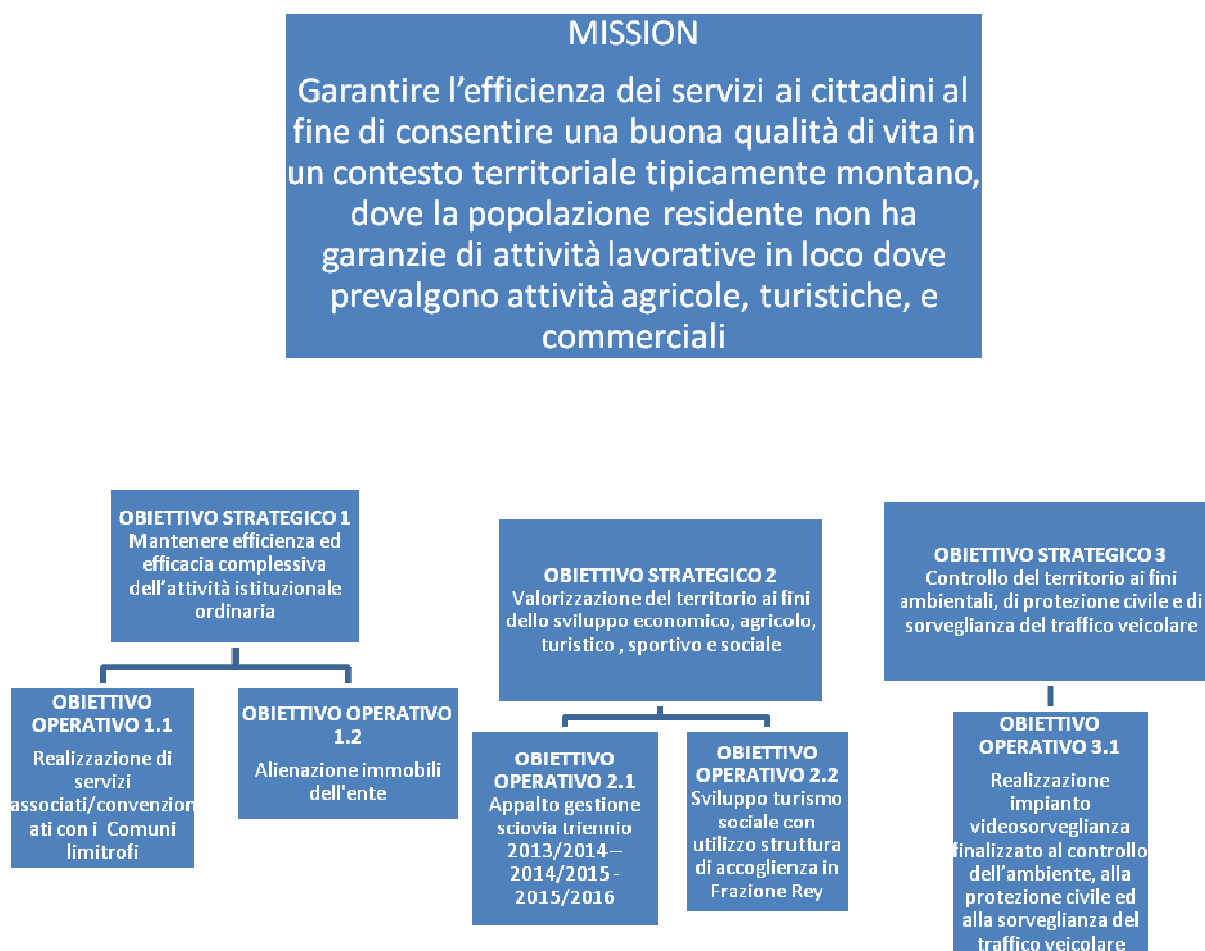 MISSION
Garantire l'efficienza dei servizi ai cittadini al
fine di consentire una buona qualità di vita in
un contesto territoriale tipicamente montano,
dove la popolazione residente non ha
garanzie di attività lavorative in loco dove
prevalgono attività agricole, turistiche, e
commerciali
OBIETTIVO STRATEGICO 1
Mantenere efficienza ed
efficacia complessiva
dell'attività istituzionale
ordinaria
OBIETTIVO
OPERATIVO 1.1
Realizzazione di
servizi
associati/convenzion
ati con i Comuni
limitrofi
OBIETTIVO OPERATIVO
1.2
Alienazione immobili
dell'ente
OBIETTIVO STRATEGICO 2
Valorizzazione del territorio ai fini
dello sviluppo economico, agricolo,
turistico , sportivo e sociale
OBIETTIVO
OPERATIVO 2.1
Appalto gestione
sciovia triennio
2013/2014–
2014/2015-
2015/2016
OBIETTIVO
OPERATIVO 2.2
Sviluppo turismo
sociale con
utilizzo struttura
di accoglienza in
Frazione Rey
OBIETTIVO STRATEGICO 3
Controllo del territorio ai fini
ambientali, di protezione civile e di
sorveglianza del traffico veicolare
OBIETTIVO
OPERATIVO 3.1
Realizzazione
impianto
videosorveglianza
finalizzato al controllo
dell'ambiente, alla
protezione civile ed
alla sorveglianza del
traffico veicolare